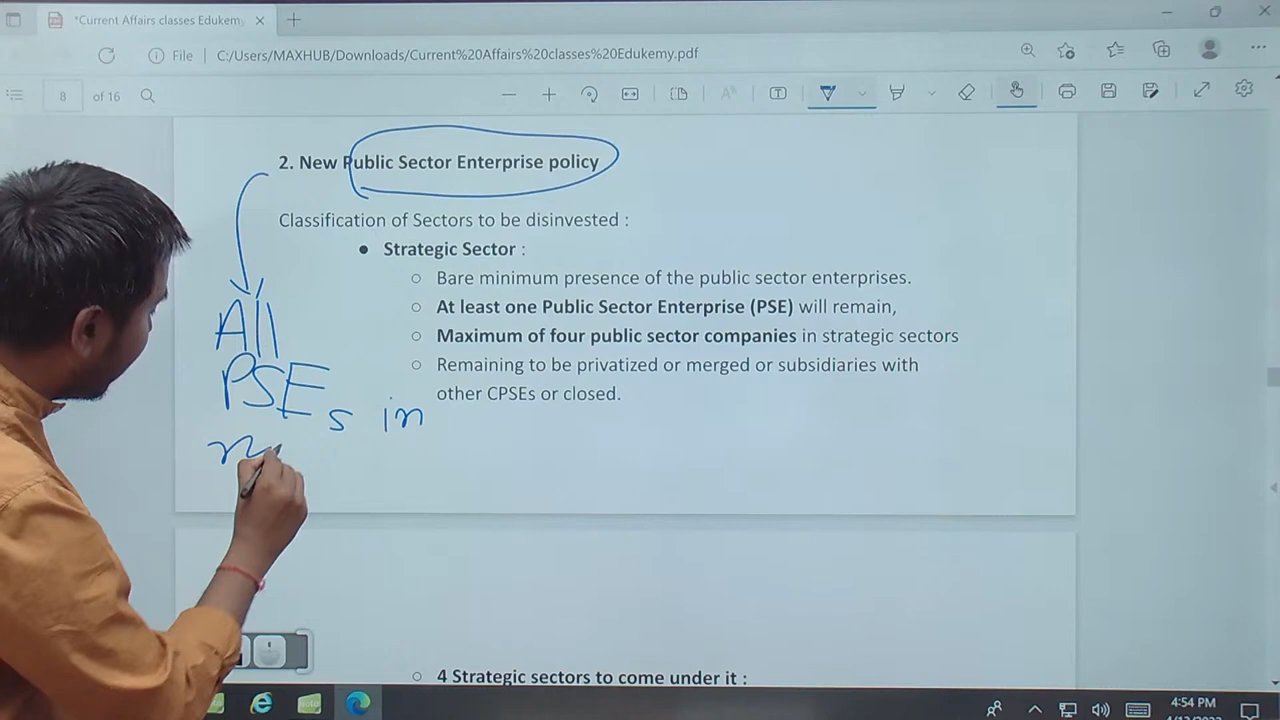 *Current Affairs classes Edukemy
File C:/Users/MAXHUB/Downloads/Current%20Affairs%20classes%20Edukemy.pdf
8 of 16
2. New Public Sector Enterprise policy
Classification of Sectors to be disinvested :
● Strategic Sector :
○ Bare minimum presence of the public sector enterprises.
○ At least one Public Sector Enterprise (PSE) will remain,
○ Maximum of four public sector companies in strategic sectors
○ Remaining to be privatized or merged or subsidiaries with
other CPSEs or closed.
All
PSEs in
○ 4 Strategic sectors to come under it :
4:54 PM